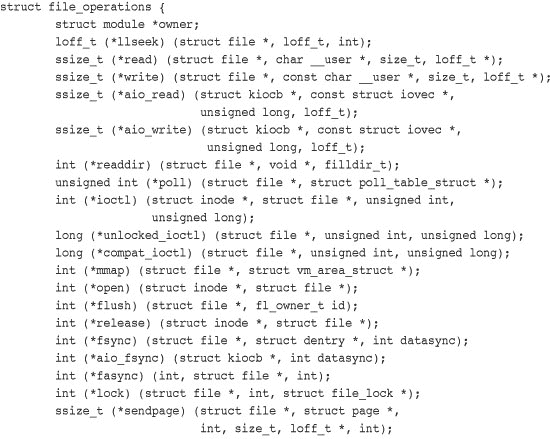 struct file_operations {
        struct module *owner;
        loff_t (*llseek) (struct file *, loff_t, int);
        ssize_t (*read) (struct file *, char __user *, size_t, loff_t *);
        ssize_t (*write) (struct file *, const char __user *, size_t, loff_t *);
        ssize_t (*aio_read) (struct kiocb *, const struct iovec *,
                             unsigned long, loff_t);
        ssize_t (*aio_write) (struct kiocb *, const struct iovec *,
                              unsigned long, loff_t);
        int (*readdir) (struct file *, void *, filldir_t);
        unsigned int (*poll) (struct file *, struct poll_table_struct *);
        int (*ioctl) (struct inode *, struct file *, unsigned int,
                      unsigned long);
        long (*unlocked_ioctl) (struct file *, unsigned int, unsigned long);
        long (*compat_ioctl) (struct file *, unsigned int, unsigned long);
        int (*mmap) (struct file *, struct vm_area_struct *);
        int (*open) (struct inode *, struct file *);
        int (*flush) (struct file *, fl_owner_t id);
        int (*release) (struct inode *, struct file *);
        int (*fsync) (struct file *, struct dentry *, int datasync);
        int (*aio_fsync) (struct kiocb *, int datasync);
        int (*fasync) (int, struct file *, int);
        int (*lock) (struct file *, int, struct file_lock *);
        ssize_t (*sendpage) (struct file *, struct page *,
                             int, size_t, loff_t *, int);